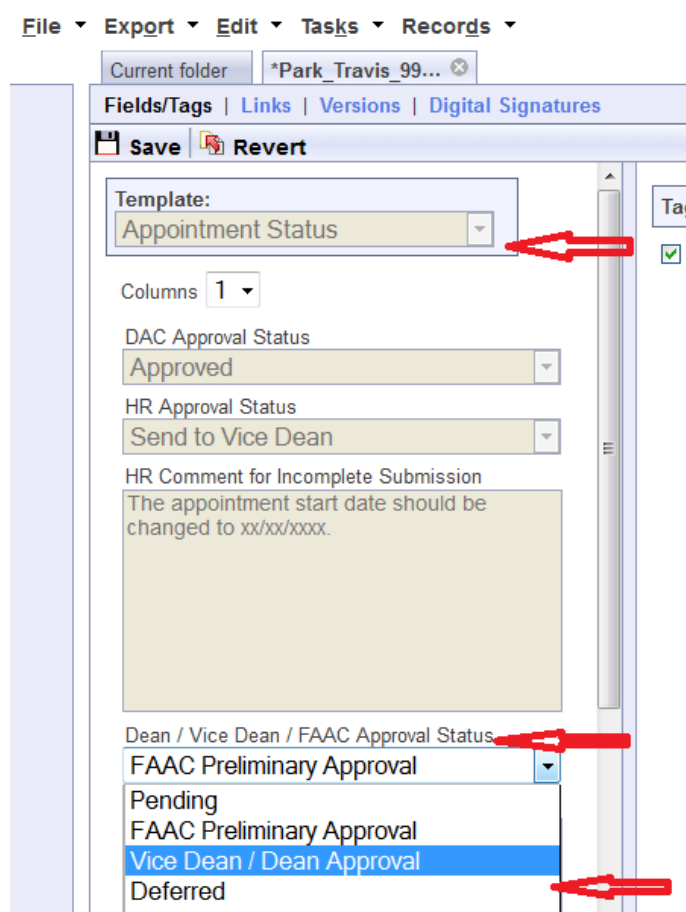 File Export Edit Tasks Records
Current folder *Park_Travis_99...
Fields/Tags | Links | Versions | Digital Signatures
Save Revert
Template:
Appointment Status
Columns 1
DAC Approval Status
Approved
HR Approval Status
Send to Vice Dean
HR Comment for Incomplete Submission
The appointment start date should be
changed to xx/xx/xxxx.
Dean / Vice Dean / FAAC Approval Status
FAAC Preliminary Approval
Pending
FAAC Preliminary Approval
Vice Dean / Dean Approval
Deferred